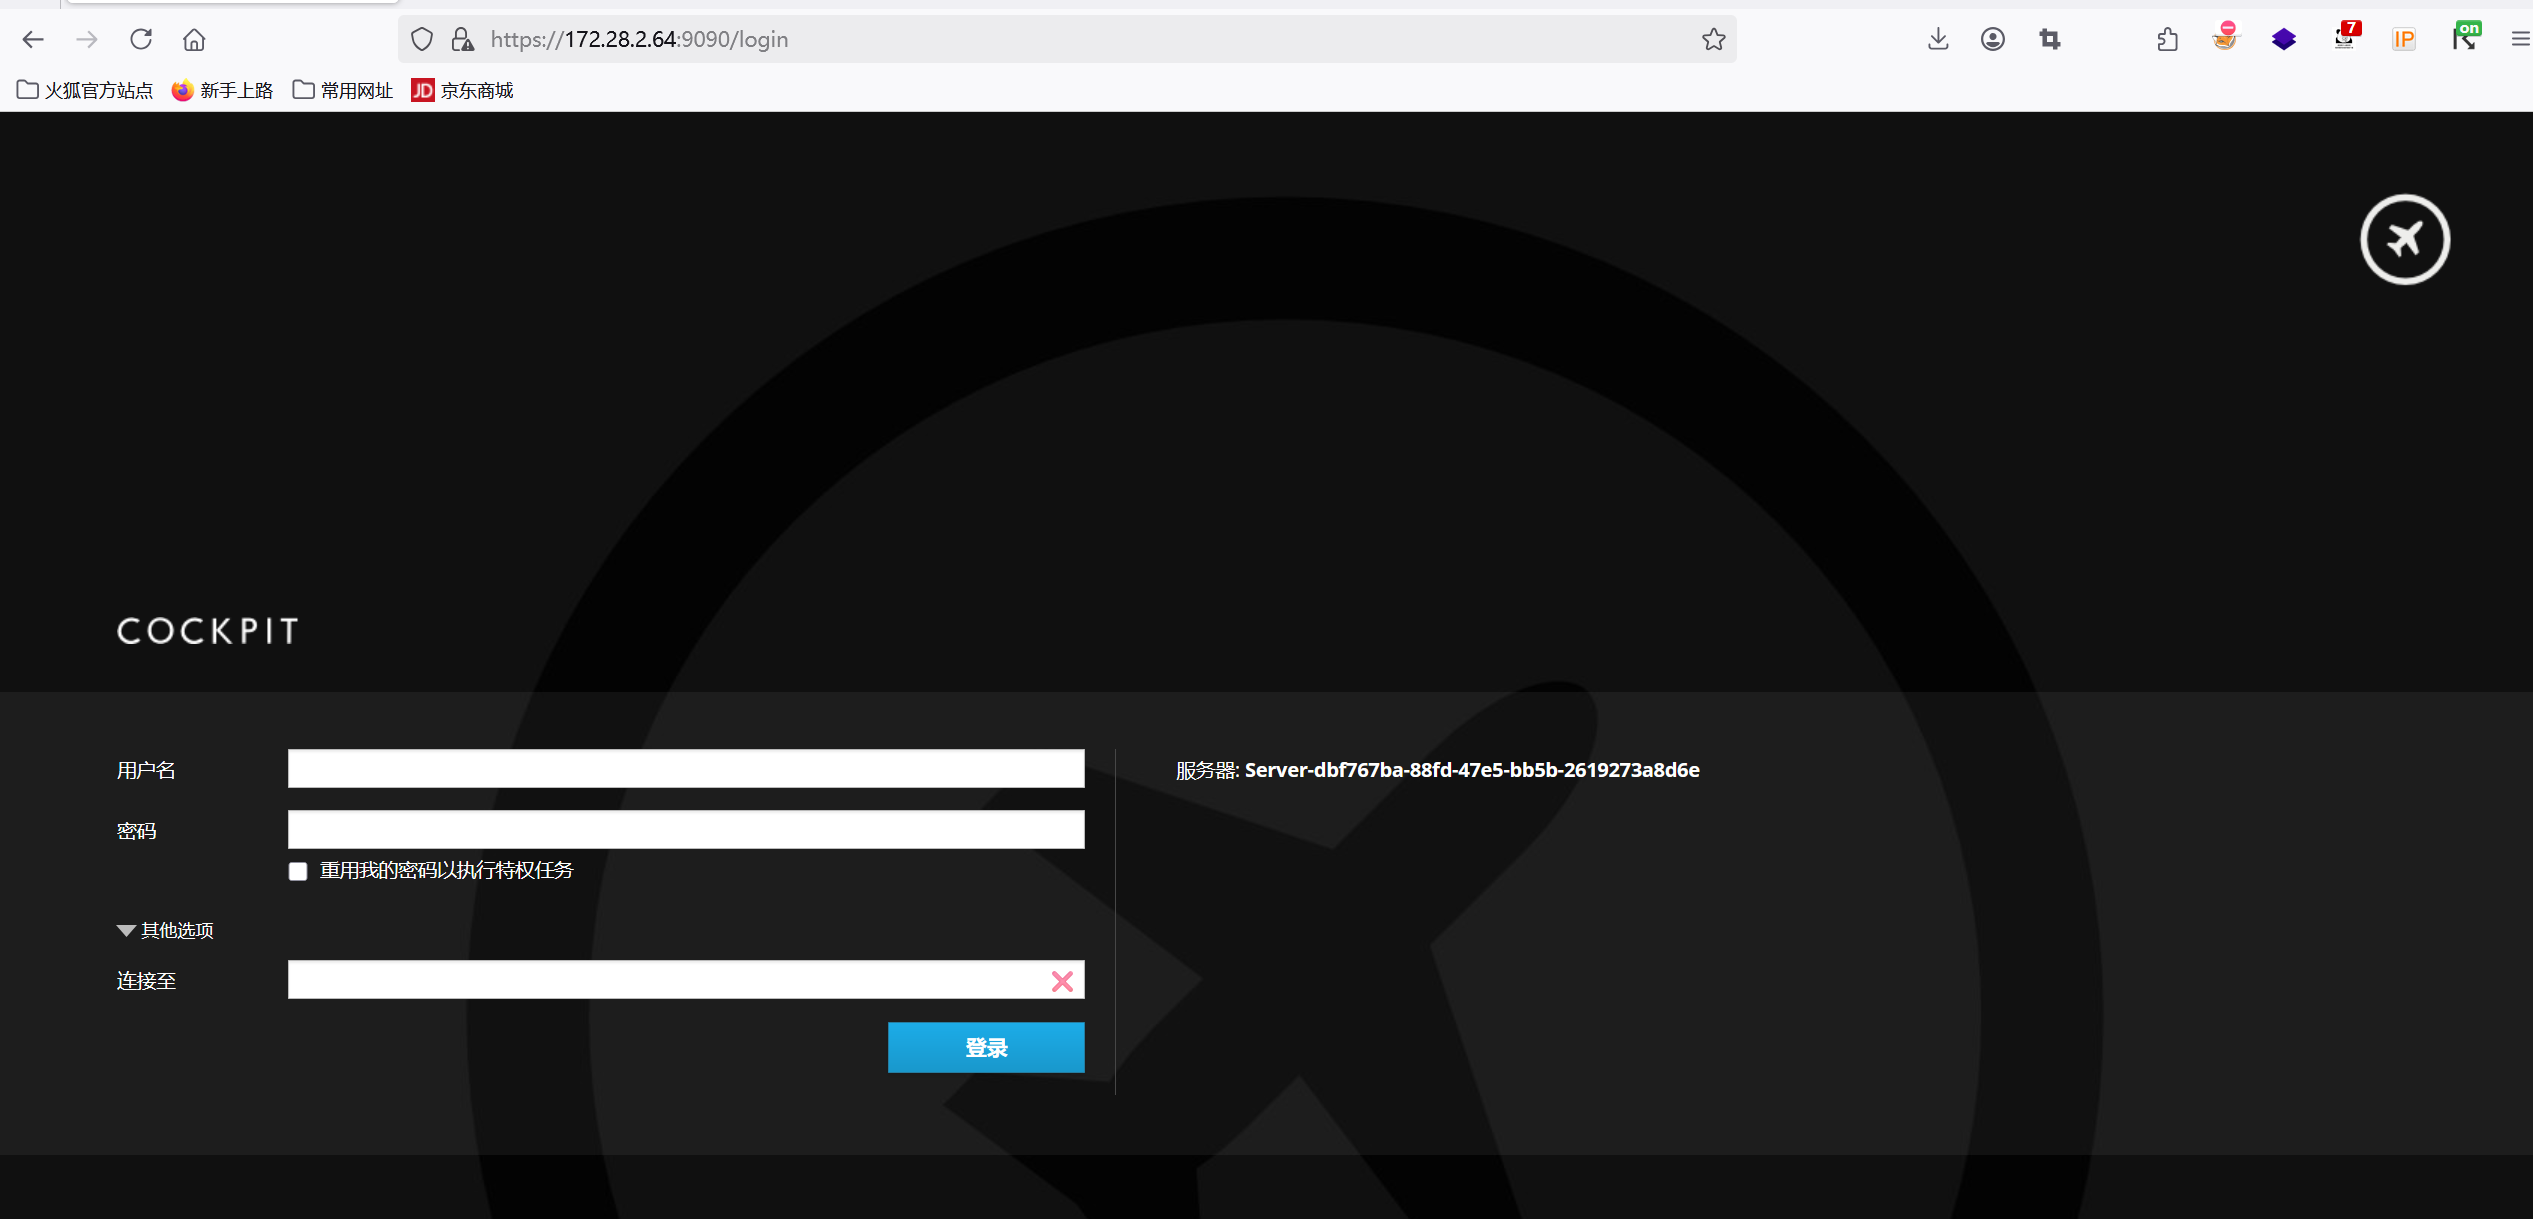 https://172.28.2.64:9090/login
7
IP
on
火狐官方站点
新手上路
常用网址
JD 京东商城
COCKPIT
用户名
服务器: Server-dbf767ba-88fd-47e5-bb5b-2619273a8d6e
密码
重用我的密码以执行特权任务
其他选项
连接至
登录